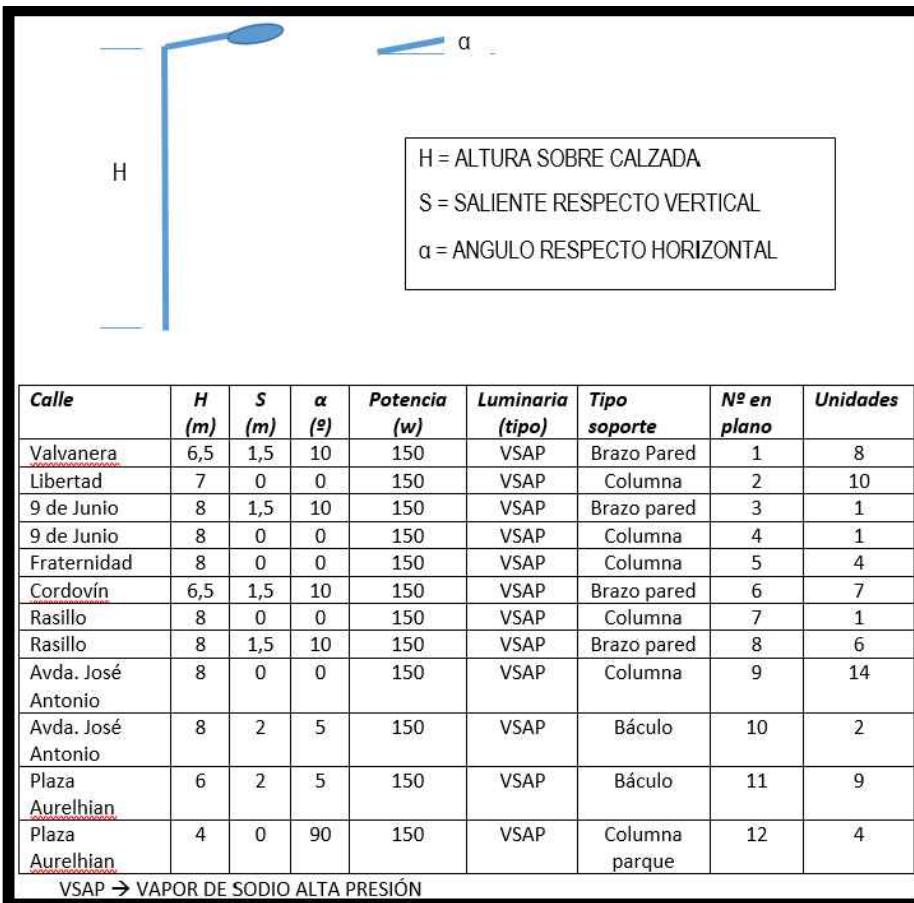 α
H
H = ALTURA SOBRE CALZADA
S = SALIENTE RESPECTO VERTICAL
α = ANGULO RESPECTO HORIZONTAL
Calle H (m) S (m) α (º) Potencia (w) Luminaria (tipo) Tipo soporte Nº en plano Unidades
Valvanera 6,5 1,5 10 150 VSAP Brazo Pared 1 8
Libertad 7 0 0 150 VSAP Columna 2 10
9 de Junio 8 1,5 10 150 VSAP Brazo pared 3 1
9 de Junio 8 0 0 150 VSAP Columna 4 1
Fraternidad 8 0 0 150 VSAP Columna 5 4
Cordovín 6,5 1,5 10 150 VSAP Brazo pared 6 7
Rasillo 8 0 0 150 VSAP Columna 7 1
Rasillo 8 1,5 10 150 VSAP Brazo pared 8 6
Avda. José Antonio 8 0 0 150 VSAP Columna 9 14
Avda. José Antonio 8 2 5 150 VSAP Báculo 10 2
Plaza Aurelhian 6 2 5 150 VSAP Báculo 11 9
Plaza Aurelhian 4 0 90 150 VSAP Columna parque 12 4
VSAP → VAPOR DE SODIO ALTA PRESIÓN